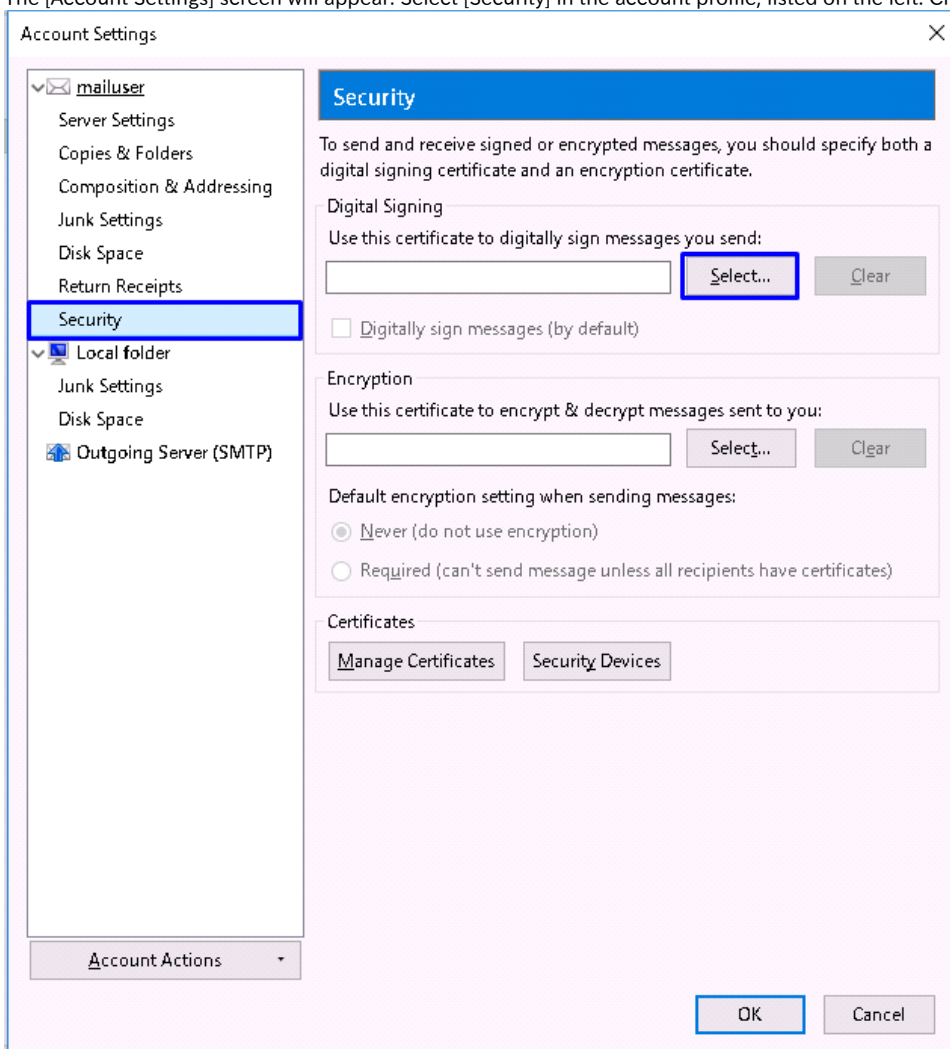 The [Account Settings] screen will appear. Select [Security] in the account profile, listed on the left. Cl
Account Settings
mailuser
Server Settings
Copies & Folders
Composition & Addressing
Junk Settings
Disk Space
Return Receipts
Security
Local folder
Junk Settings
Disk Space
Outgoing Server (SMTP)
Account Actions
Security
To send and receive signed or encrypted messages, you should specify both a
digital signing certificate and an encryption certificate.
Digital Signing
Use this certificate to digitally sign messages you send:
Select... Clear
Digitally sign messages (by default)
Encryption
Use this certificate to encrypt & decrypt messages sent to you:
Select... Clear
Default encryption setting when sending messages:
Never (do not use encryption)
Required (can't send message unless all recipients have certificates)
Certificates
Manage Certificates Security Devices
OK Cancel